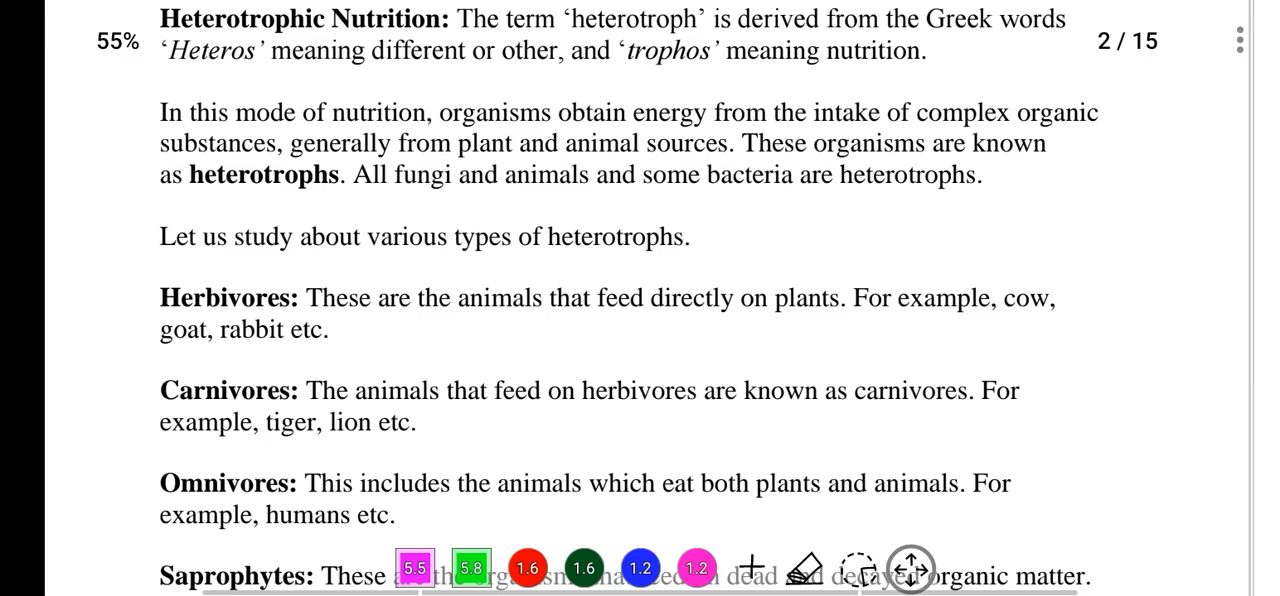 Heterotrophic Nutrition: The term ‘heterotroph’ is derived from the Greek words
55%
‘Heteros’ meaning different or other, and ‘trophos’ meaning nutrition.
2 / 15
In this mode of nutrition, organisms obtain energy from the intake of complex organic
substances, generally from plant and animal sources. These organisms are known
as heterotrophs. All fungi and animals and some bacteria are heterotrophs.
Let us study about various types of heterotrophs.
Herbivores: These are the animals that feed directly on plants. For example, cow,
goat, rabbit etc.
Carnivores: The animals that feed on herbivores are known as carnivores. For
example, tiger, lion etc.
Omnivores: This includes the animals which eat both plants and animals. For
example, humans etc.
Saprophytes: These dead decayed organic matter.
5.5 5.8 1.6 1.6 1.2 1.2